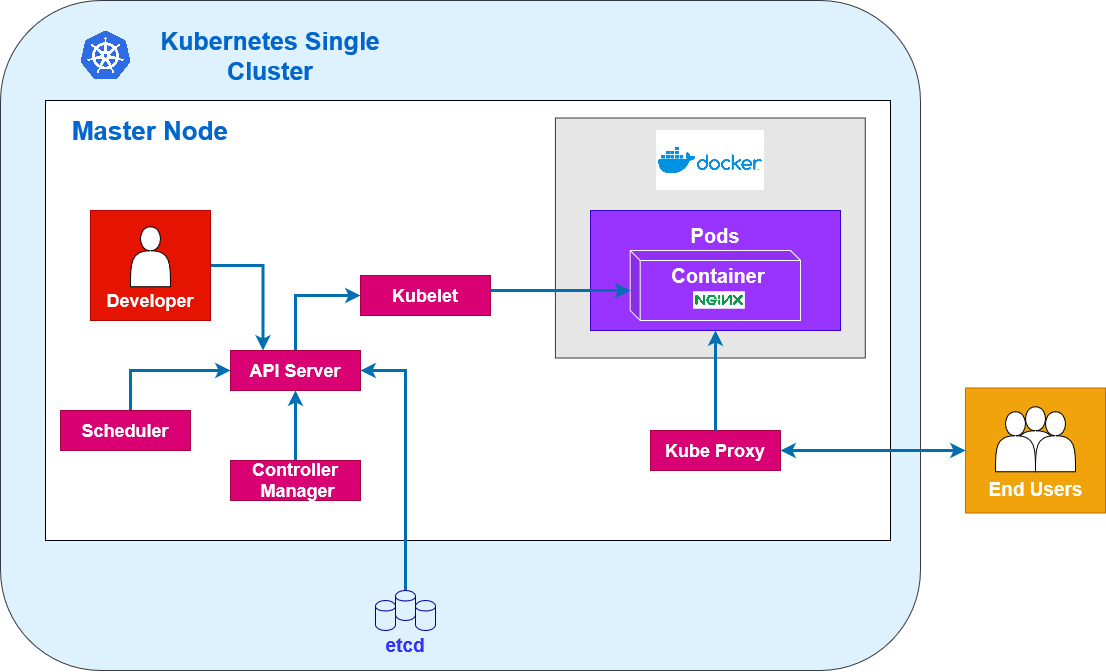 Kubernetes Single
Cluster
Master Node
docker
Pods
Container
NGINX
Developer
Kubelet
API Server
Scheduler
Controller
Manager
Kube Proxy
End Users
etcd